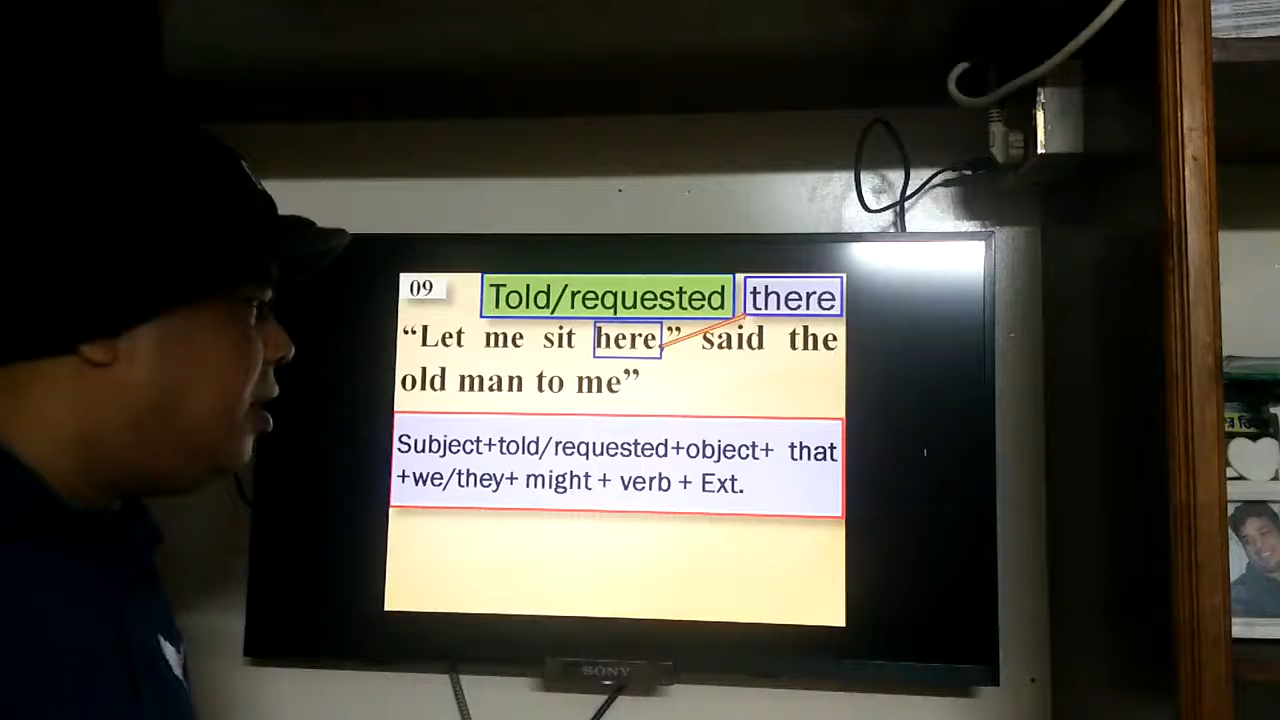 09
Told/requested
there
“Let me sit here,” said the
old man to me”
Subject+told/requested+object+ that
+we/they+ might + verb + Ext.
SONY